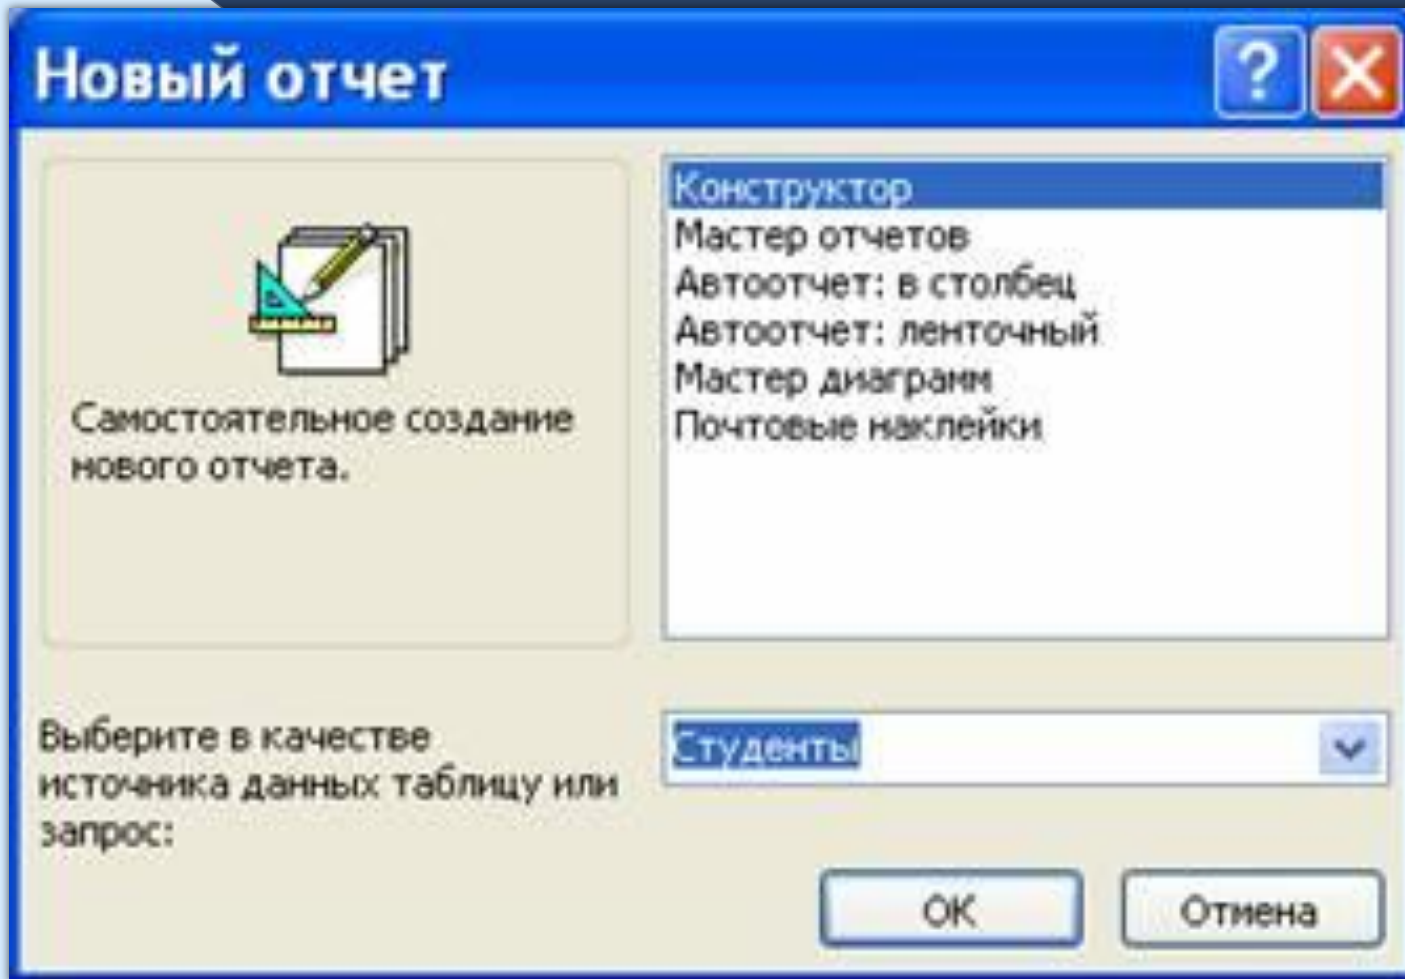 Новый отчет
Конструктор
Мастер отчетов
Автоотчет: в столбец
Автоотчет: ленточный
Мастер диаграмм
Почтовые наклейки
Самостоятельное создание
нового отчета.
Выберите в качестве
источника данных таблицу или
запрос:
Студенты
ОК
Отмена